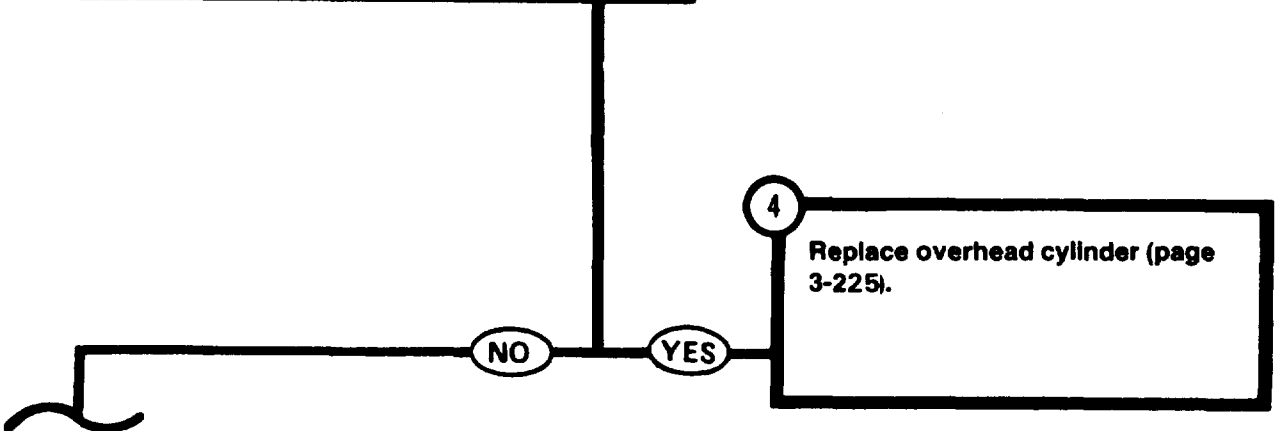 4
Replace overhead cylinder (page
3-225).
NO
YES